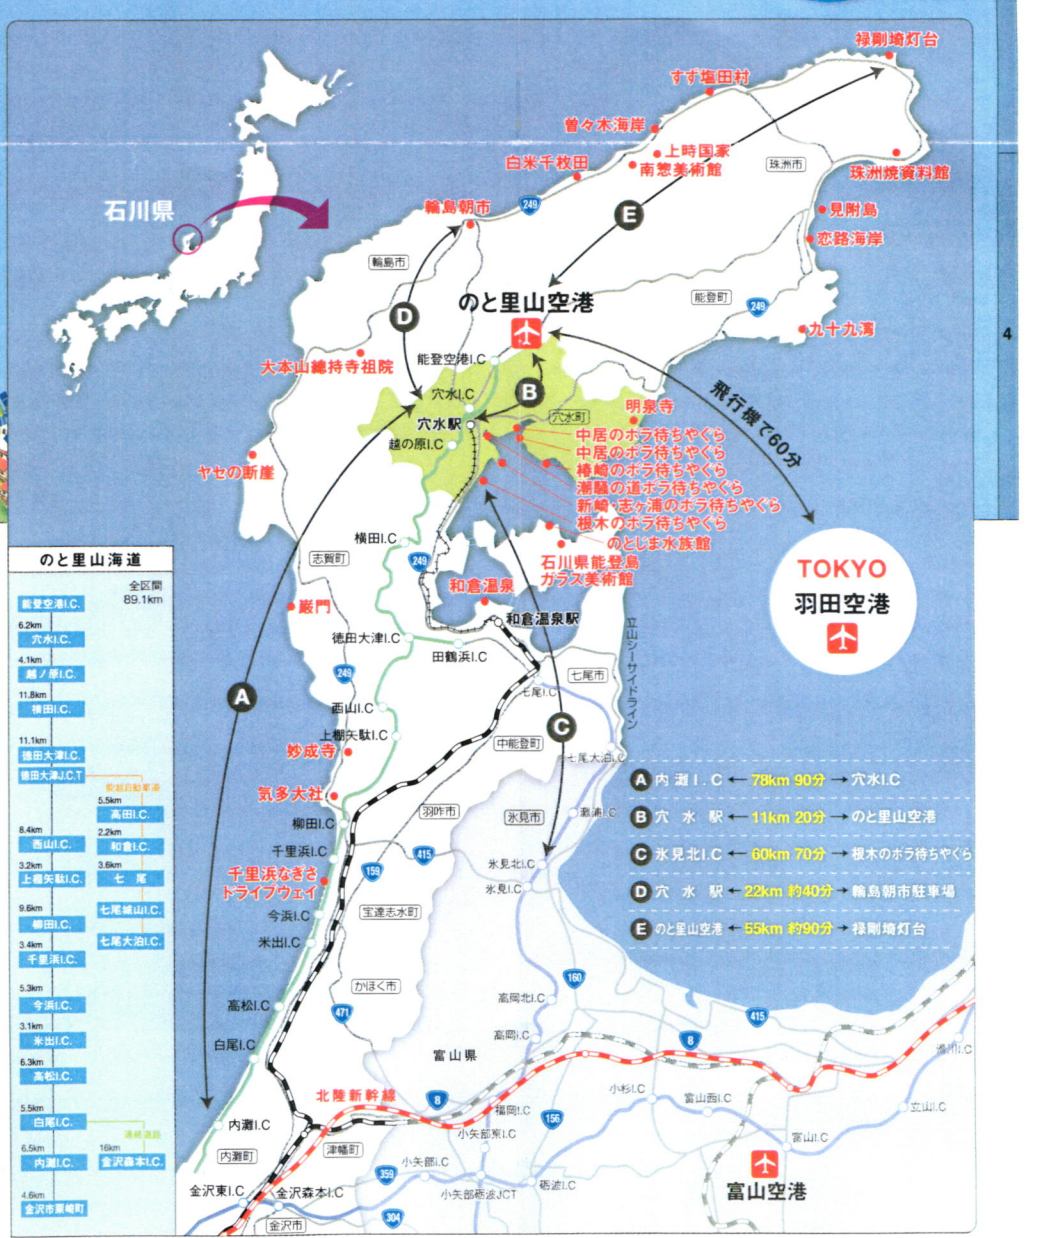 石川県
禄剛埼灯台
すず塩田村
曽々木海岸
上時国家
南惣美術館
白米千枚田
珠洲市
珠洲焼資料館
輪島朝市
249
E
見附島
恋路海岸
輪島市
のと里山空港
能登町
249
D
九十九湾
大本山總持寺祖院
能登空港I.C
穴水I.C
B
飛行機で60分
穴水駅
穴水町
明泉寺
越の原I.C
中居のボラ待ちやぐら
中居のボラ待ちやぐら
椿崎のボラ待ちやぐら
潮騒の道ボラ待ちやぐら
新崎・志ヶ浦のボラ待ちやぐら
根木のボラ待ちやぐら
のとじま水族館
ヤセの断崖
横田I.C
249
石川県能登島
ガラス美術館
志賀町
和倉温泉
和倉温泉駅
巌門
徳田大津I.C
田鶴浜I.C
立山シーサイドライン
TOKYO
羽田空港
4
249
七尾市
七尾I.C
A
西山I.C
C
上棚矢駄I.C
中能登町
七尾大泊I.C
妙成寺
気多大社
羽咋市
氷見市
灘浦I.C
柳田I.C
千里浜I.C
415
159
氷見北I.C
氷見I.C
千里浜なぎさ
ドライブウェイ
今浜I.C
宝達志水町
米出I.C
かほく市
高松I.C
471
160
高岡北I.C
415
白尾I.C
高岡I.C
8
富山県
滑川I.C
北陸新幹線
8
小杉I.C
富山西I.C
福岡I.C
156
立山I.C
内灘I.C
小矢部東I.C
富山I.C
内灘町
津幡町
359
小矢部I.C
金沢東I.C
金沢森本I.C
小矢部砺波JCT
砺波I.C
富山空港
金沢市
304
A 内灘I.C ← 78km 90分 → 穴水I.C
B 穴水駅 ← 11km 20分 → のと里山空港
C 氷見北I.C ← 60km 70分 → 根木のボラ待ちやぐら
D 穴水駅 ← 22km 約40分 → 輪島朝市駐車場
E のと里山空港 ← 55km 約90分 → 禄剛埼灯台
のと里山海道
全区間
89.1km
能登空港I.C.
6.2km
穴水I.C.
4.1km
越ノ原I.C.
11.8km
横田I.C.
11.1km
徳田大津I.C.
徳田大津J.C.T
能越自動車道
5.5km
高田I.C.
8.4km
2.2km
西山I.C.
和倉I.C.
3.2km
3.6km
上棚矢駄I.C.
七 尾
9.6km
七尾城山I.C.
柳田I.C.
3.4km
七尾大泊I.C.
千里浜I.C.
5.3km
今浜I.C.
3.1km
米出I.C.
6.3km
高松I.C.
5.5km
白尾I.C.
連絡道路
6.5km
16km
内灘I.C.
金沢森本I.C.
4.6km
金沢市粟崎町